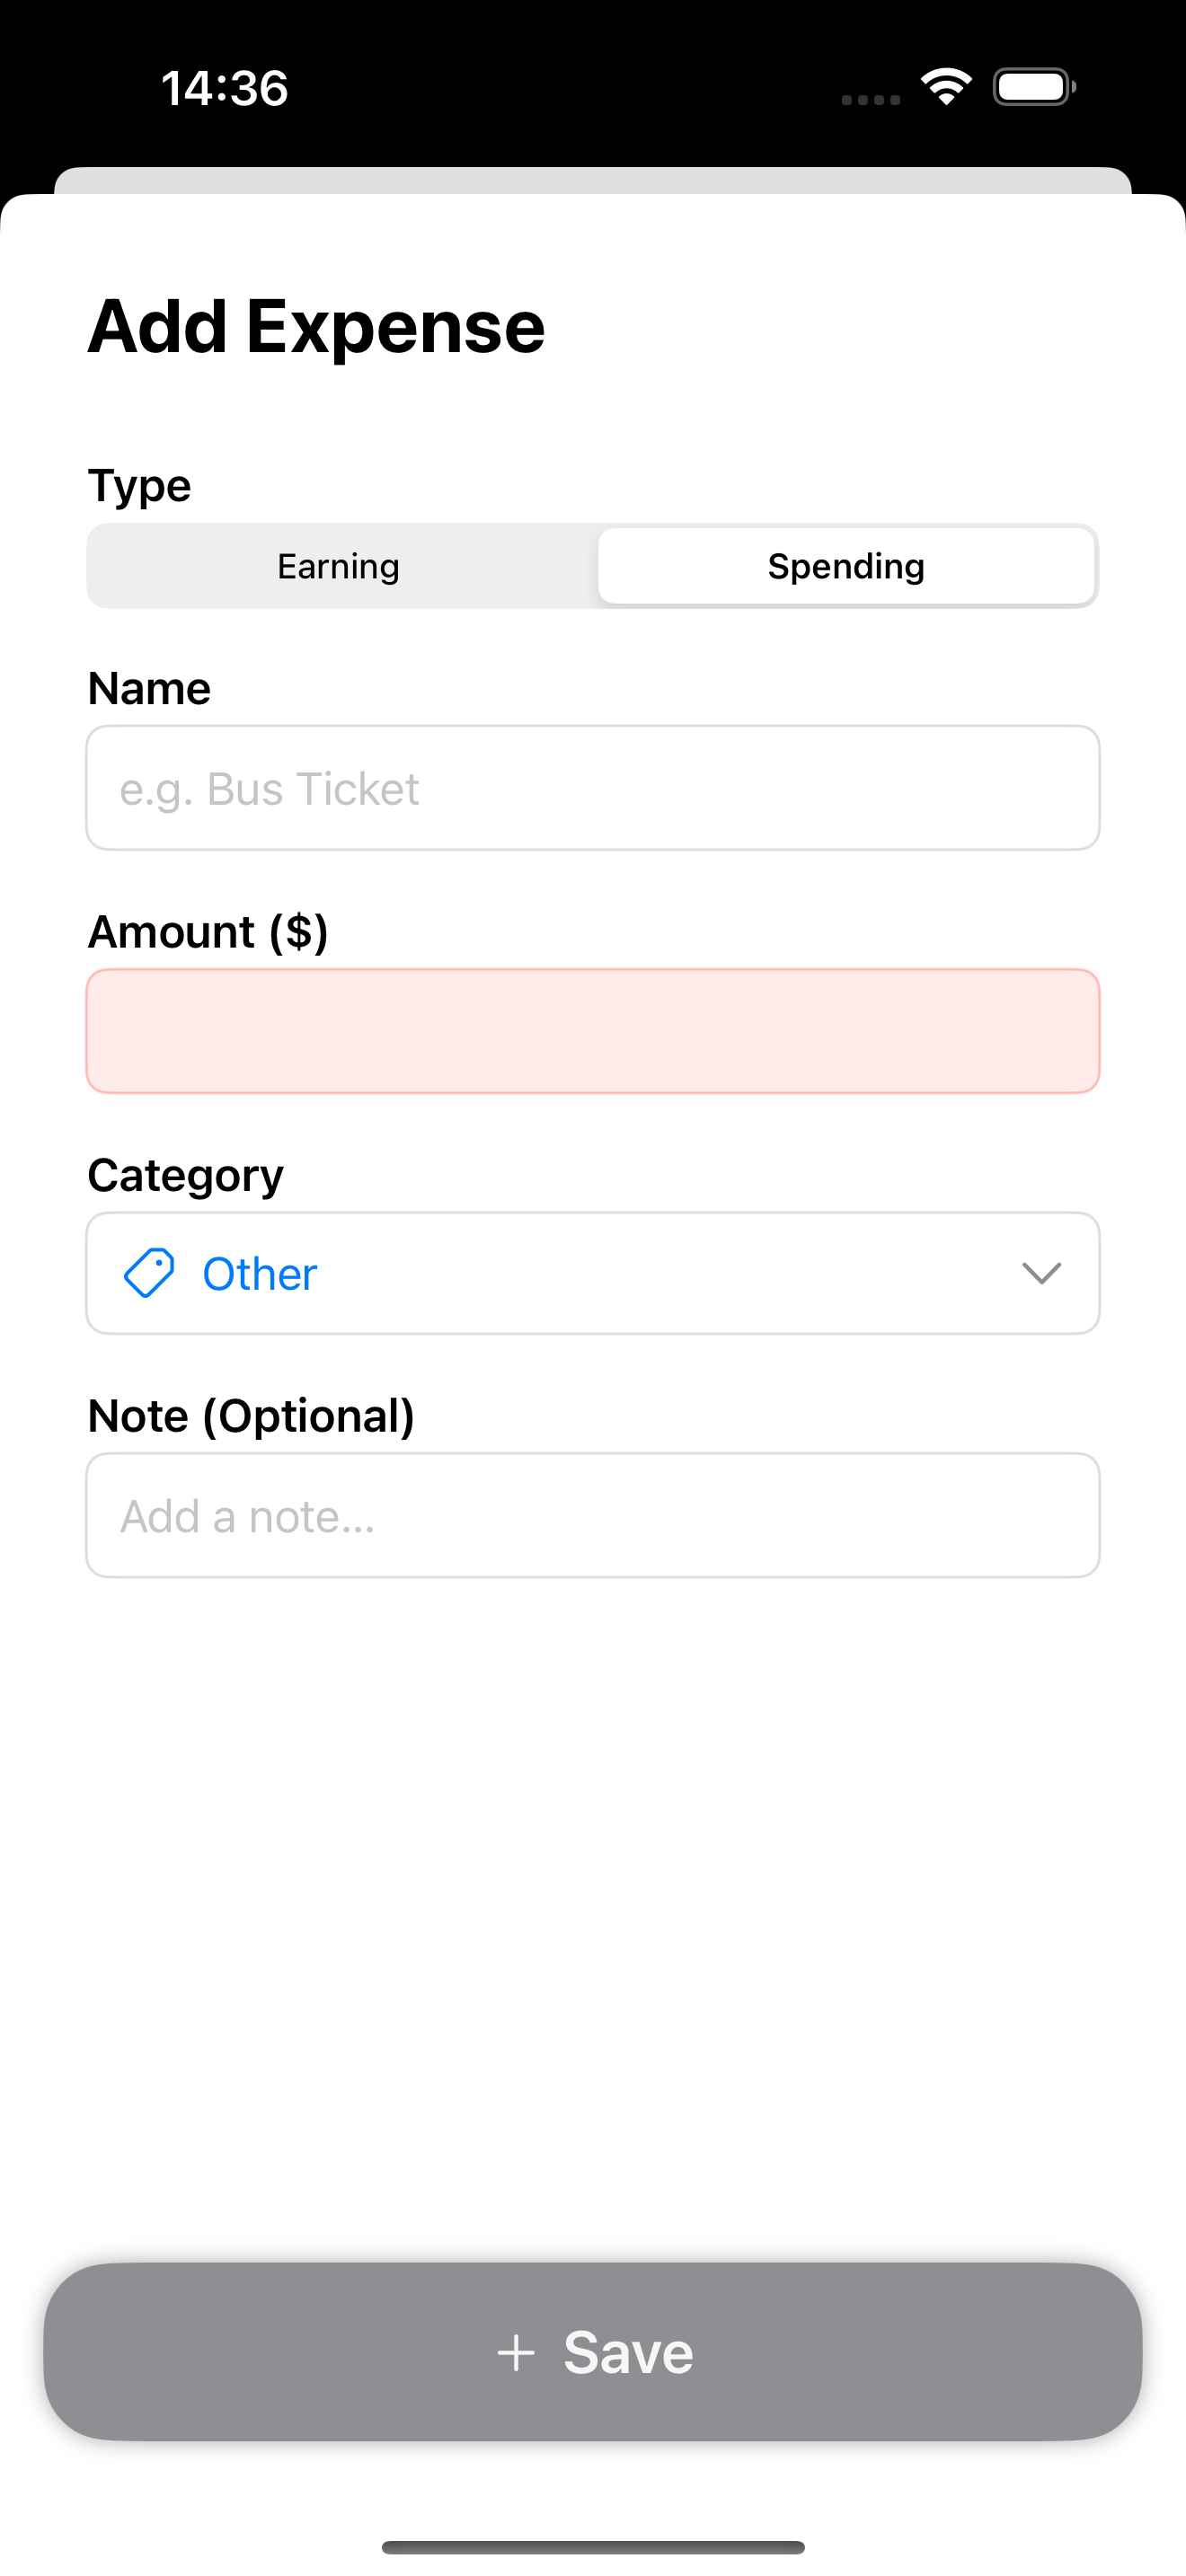 14:36
Add Expense
Type
Earning
Spending
Name
e.g. Bus Ticket
Amount ($)
Category
Other
Note (Optional)
Add a note...
+ Save